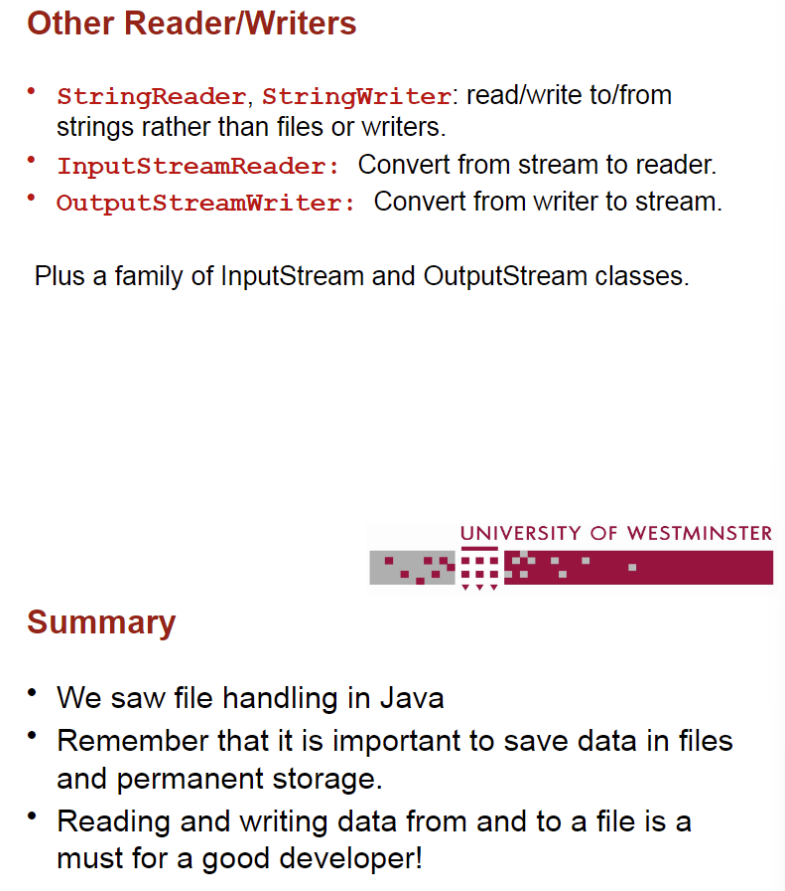 Other Reader/Writers
• StringReader, StringWriter: read/write to/from
strings rather than files or writers.
• InputStreamReader: Convert from stream to reader.
• OutputStreamWriter: Convert from writer to stream.
Plus a family of InputStream and OutputStream classes.
UNIVERSITY OF WESTMINSTER
Summary
• We saw file handling in Java
• Remember that it is important to save data in files
and permanent storage.
• Reading and writing data from and to a file is a
must for a good developer!